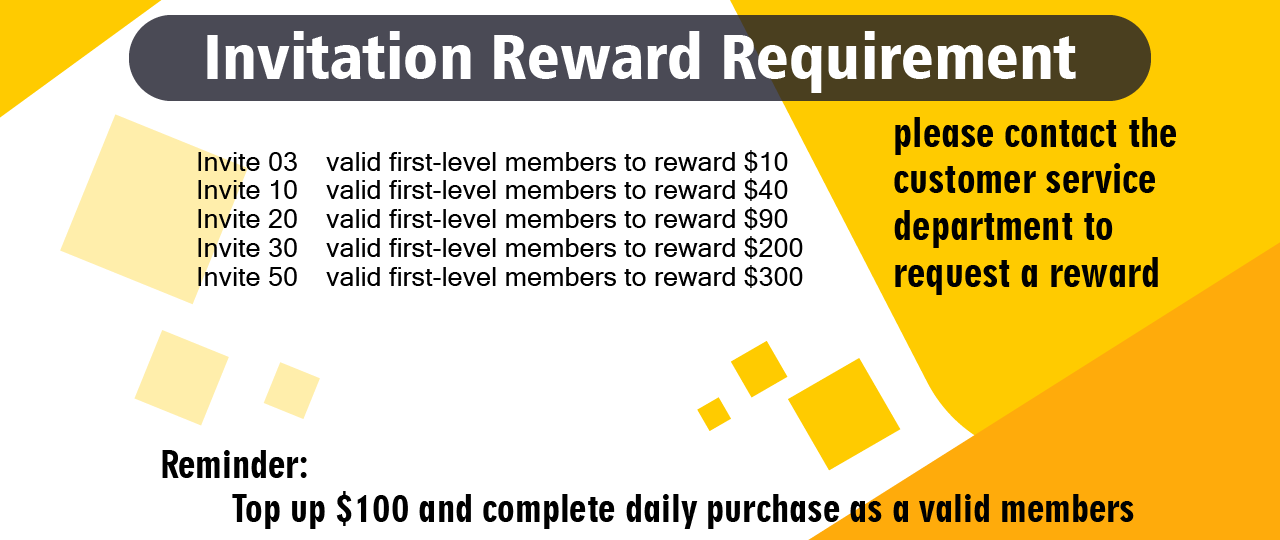 Invitation Reward Requirement
Invite 03 valid first-level members to reward $10
Invite 10 valid first-level members to reward $40
Invite 20 valid first-level members to reward $90
Invite 30 valid first-level members to reward $200
Invite 50 valid first-level members to reward $300
please contact the
customer service
department to
request a reward
Reminder:
Top up $100 and complete daily purchase as a valid members